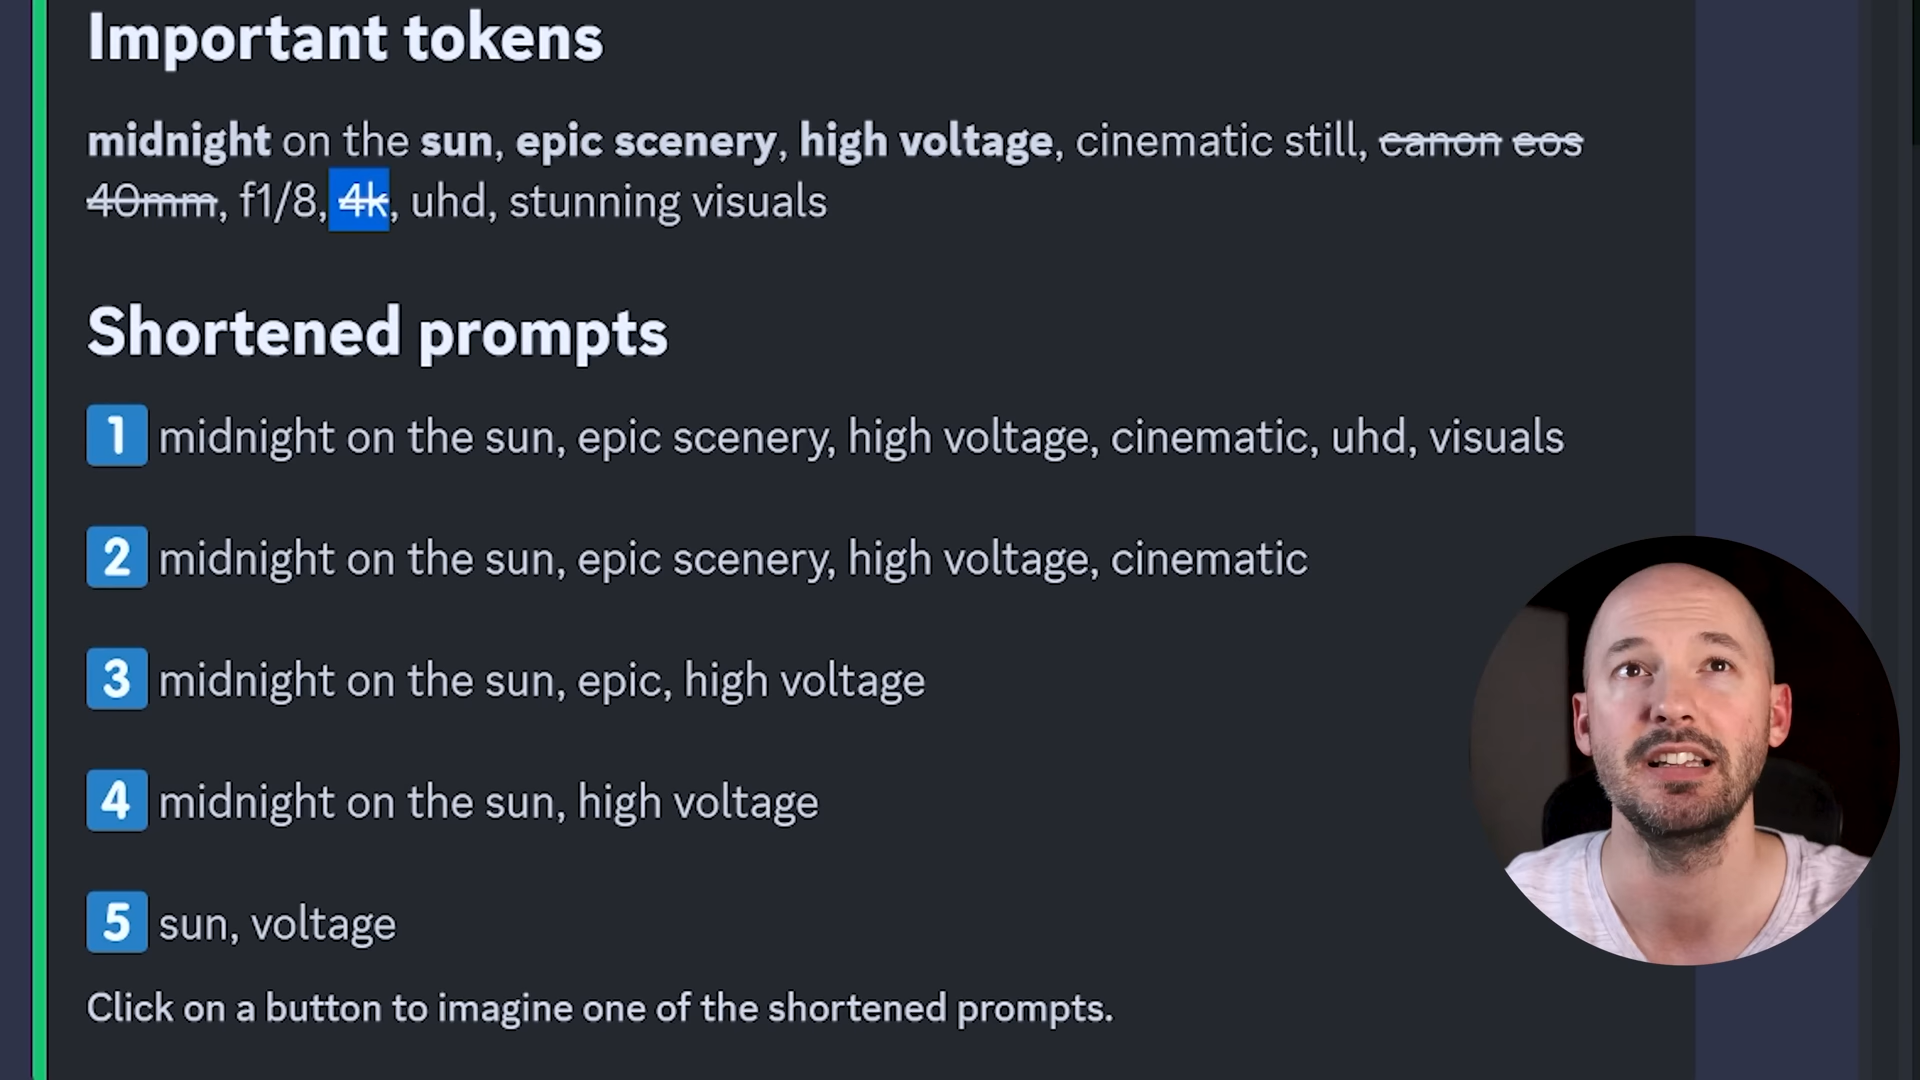 Important tokens
midnight on the sun, epic scenery, high voltage, cinematic still, canon eos
40mm, f1/8, 4k, uhd, stunning visuals
Shortened prompts
1 midnight on the sun, epic scenery, high voltage, cinematic, uhd, visuals
2 midnight on the sun, epic scenery, high voltage, cinematic
3 midnight on the sun, epic, high voltage
4 midnight on the sun, high voltage
5 sun, voltage
Click on a button to imagine one of the shortened prompts.